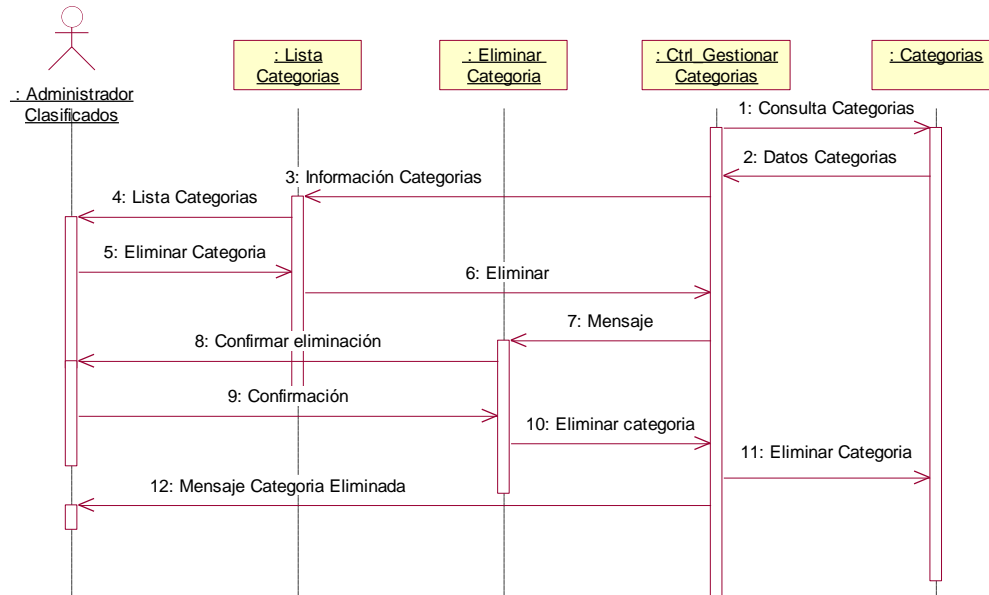 : Lista
Categorias
: Eliminar
Categoria
: Ctrl_Gestionar
Categorias
: Categorias
: Administrador
Clasificados
1: Consulta Categorias
2: Datos Categorias
3: Información Categorias
4: Lista Categorias
5: Eliminar Categoria
6: Eliminar
7: Mensaje
8: Confirmar eliminación
9: Confirmación
10: Eliminar categoria
11: Eliminar Categoria
12: Mensaje Categoria Eliminada